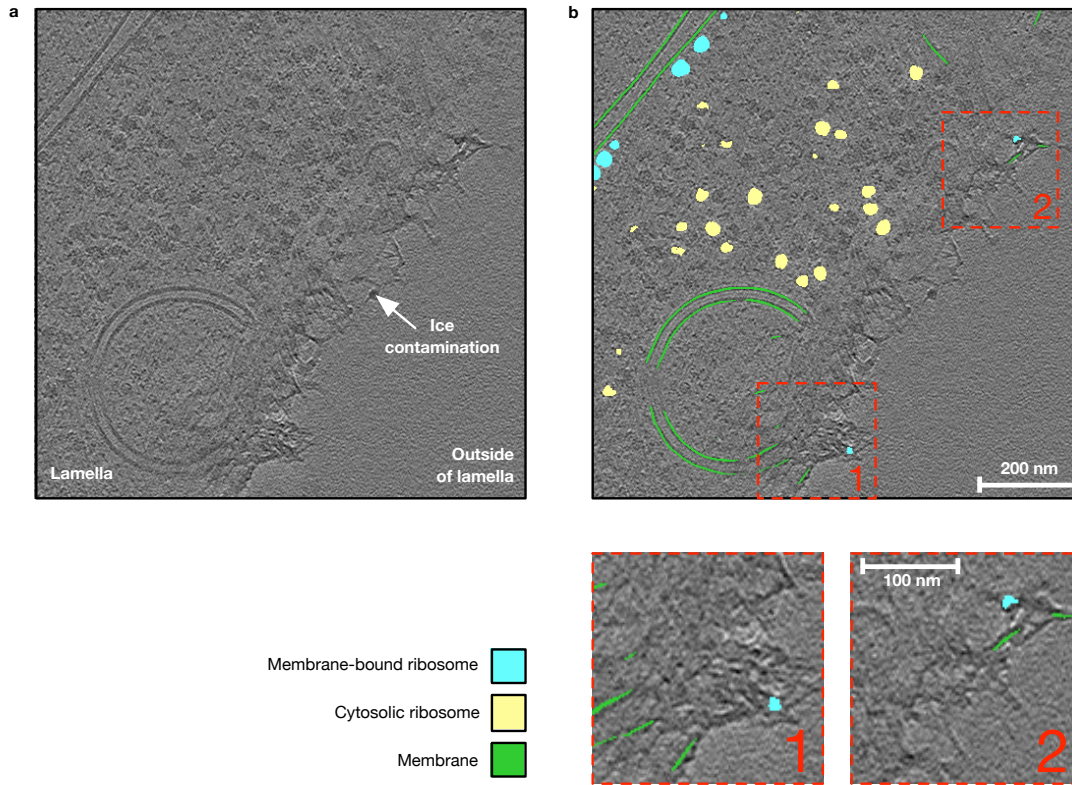 a
b
Ice
contamination
Lamella
Outside
of lamella
2
1
200 nm
100 nm
1
2
Membrane-bound ribosome
Cytosolic ribosome
Membrane